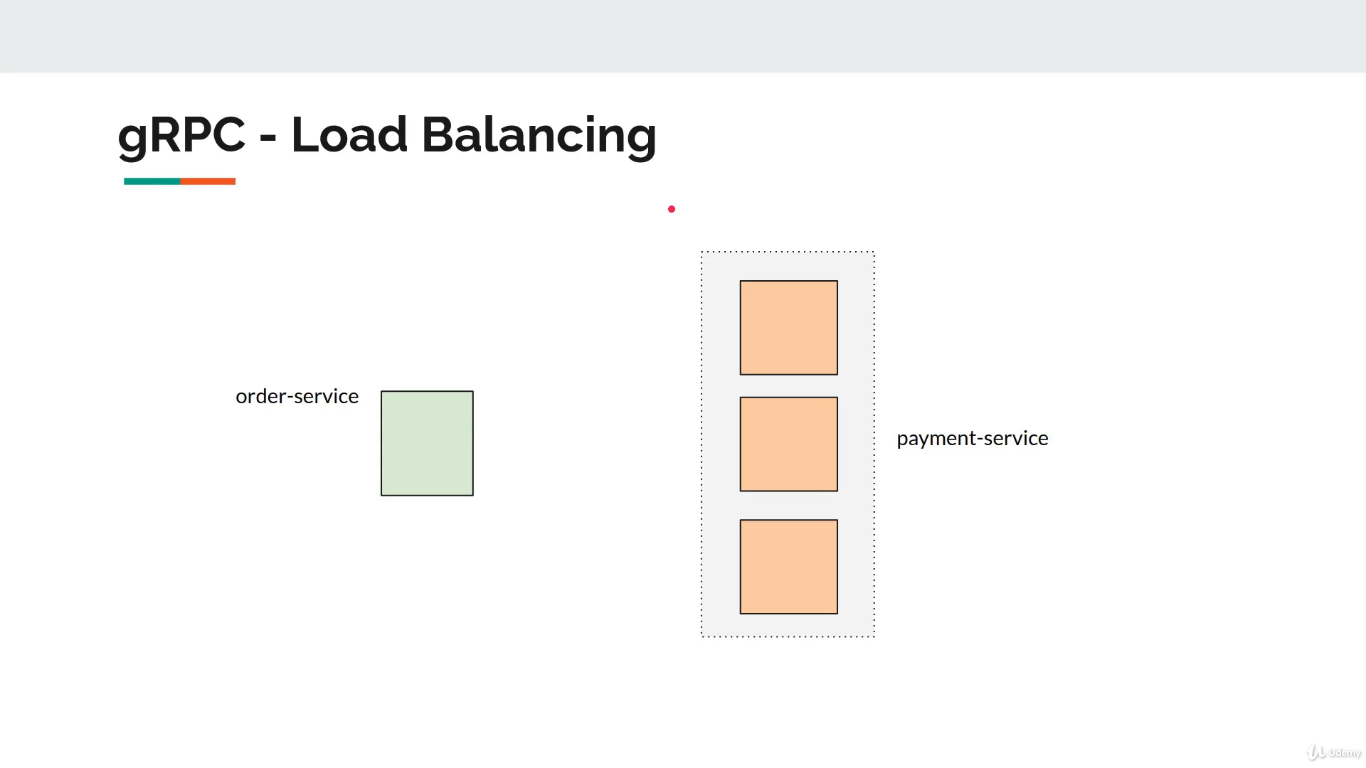 gRPC - Load Balancing
order-service
payment-service
Udemy